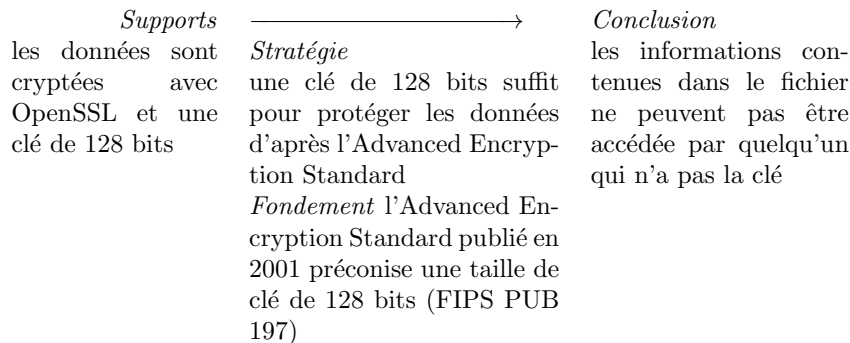 Supports
les données sont
cryptées avec
OpenSSL et une
clé de 128 bits
Stratégie
une clé de 128 bits suffit
pour protéger les données
d'après l'Advanced Encryp-
tion Standard
Fondement l'Advanced En-
cryption Standard publié en
2001 préconise une taille de
clé de 128 bits (FIPS PUB
197)
Conclusion
les informations con-
tenues dans le fichier
ne peuvent pas être
accédée par quelqu'un
qui n'a pas la clé